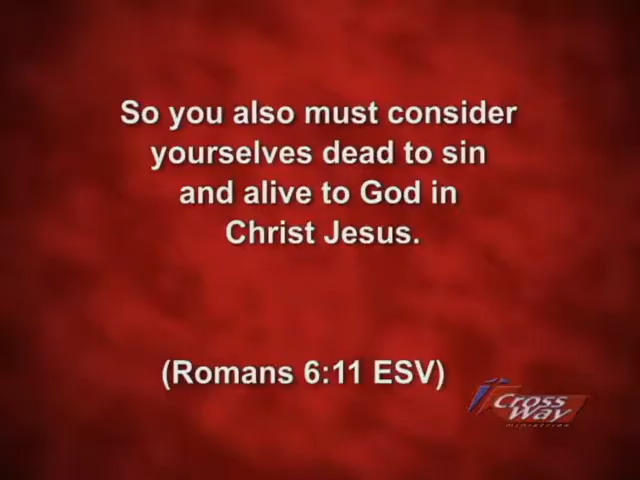 So you also must consider
yourselves dead to sin
and alive to God in
Christ Jesus.
(Romans 6:11 ESV)
Cross
Way
ministries